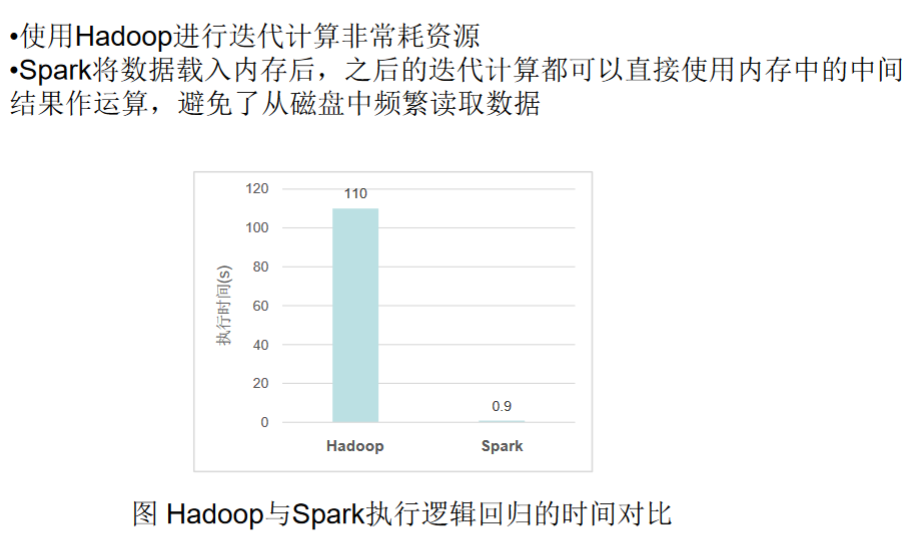 •使用Hadoop进行迭代计算非常耗资源
•Spark将数据载入内存后，之后的迭代计算都可以直接使用内存中的中间
结果作运算，避免了从磁盘中频繁读取数据
执行时间(s)
120
100
80
60
40
20
0
110
0.9
Hadoop
Spark
图 Hadoop与Spark执行逻辑回归的时间对比